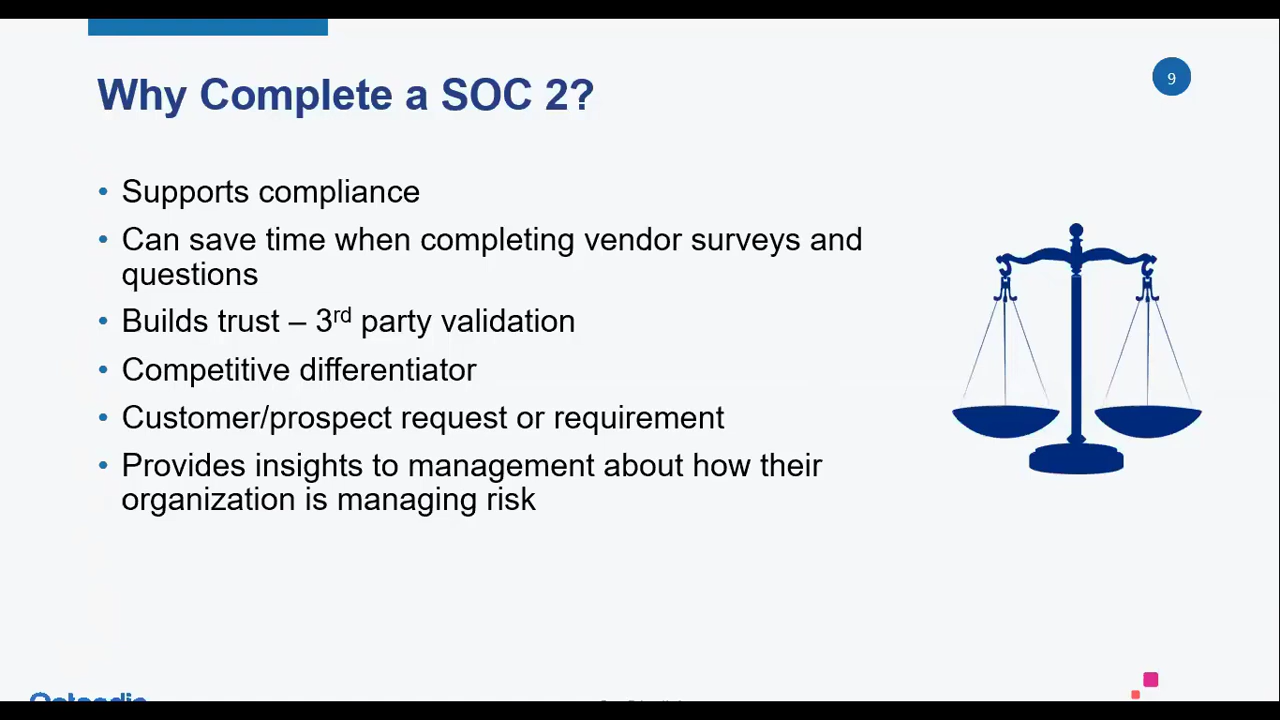 Why Complete a SOC 2?
9
• Supports compliance
• Can save time when completing vendor surveys and
questions
• Builds trust – 3rd party validation
• Competitive differentiator
• Customer/prospect request or requirement
• Provides insights to management about how their
organization is managing risk